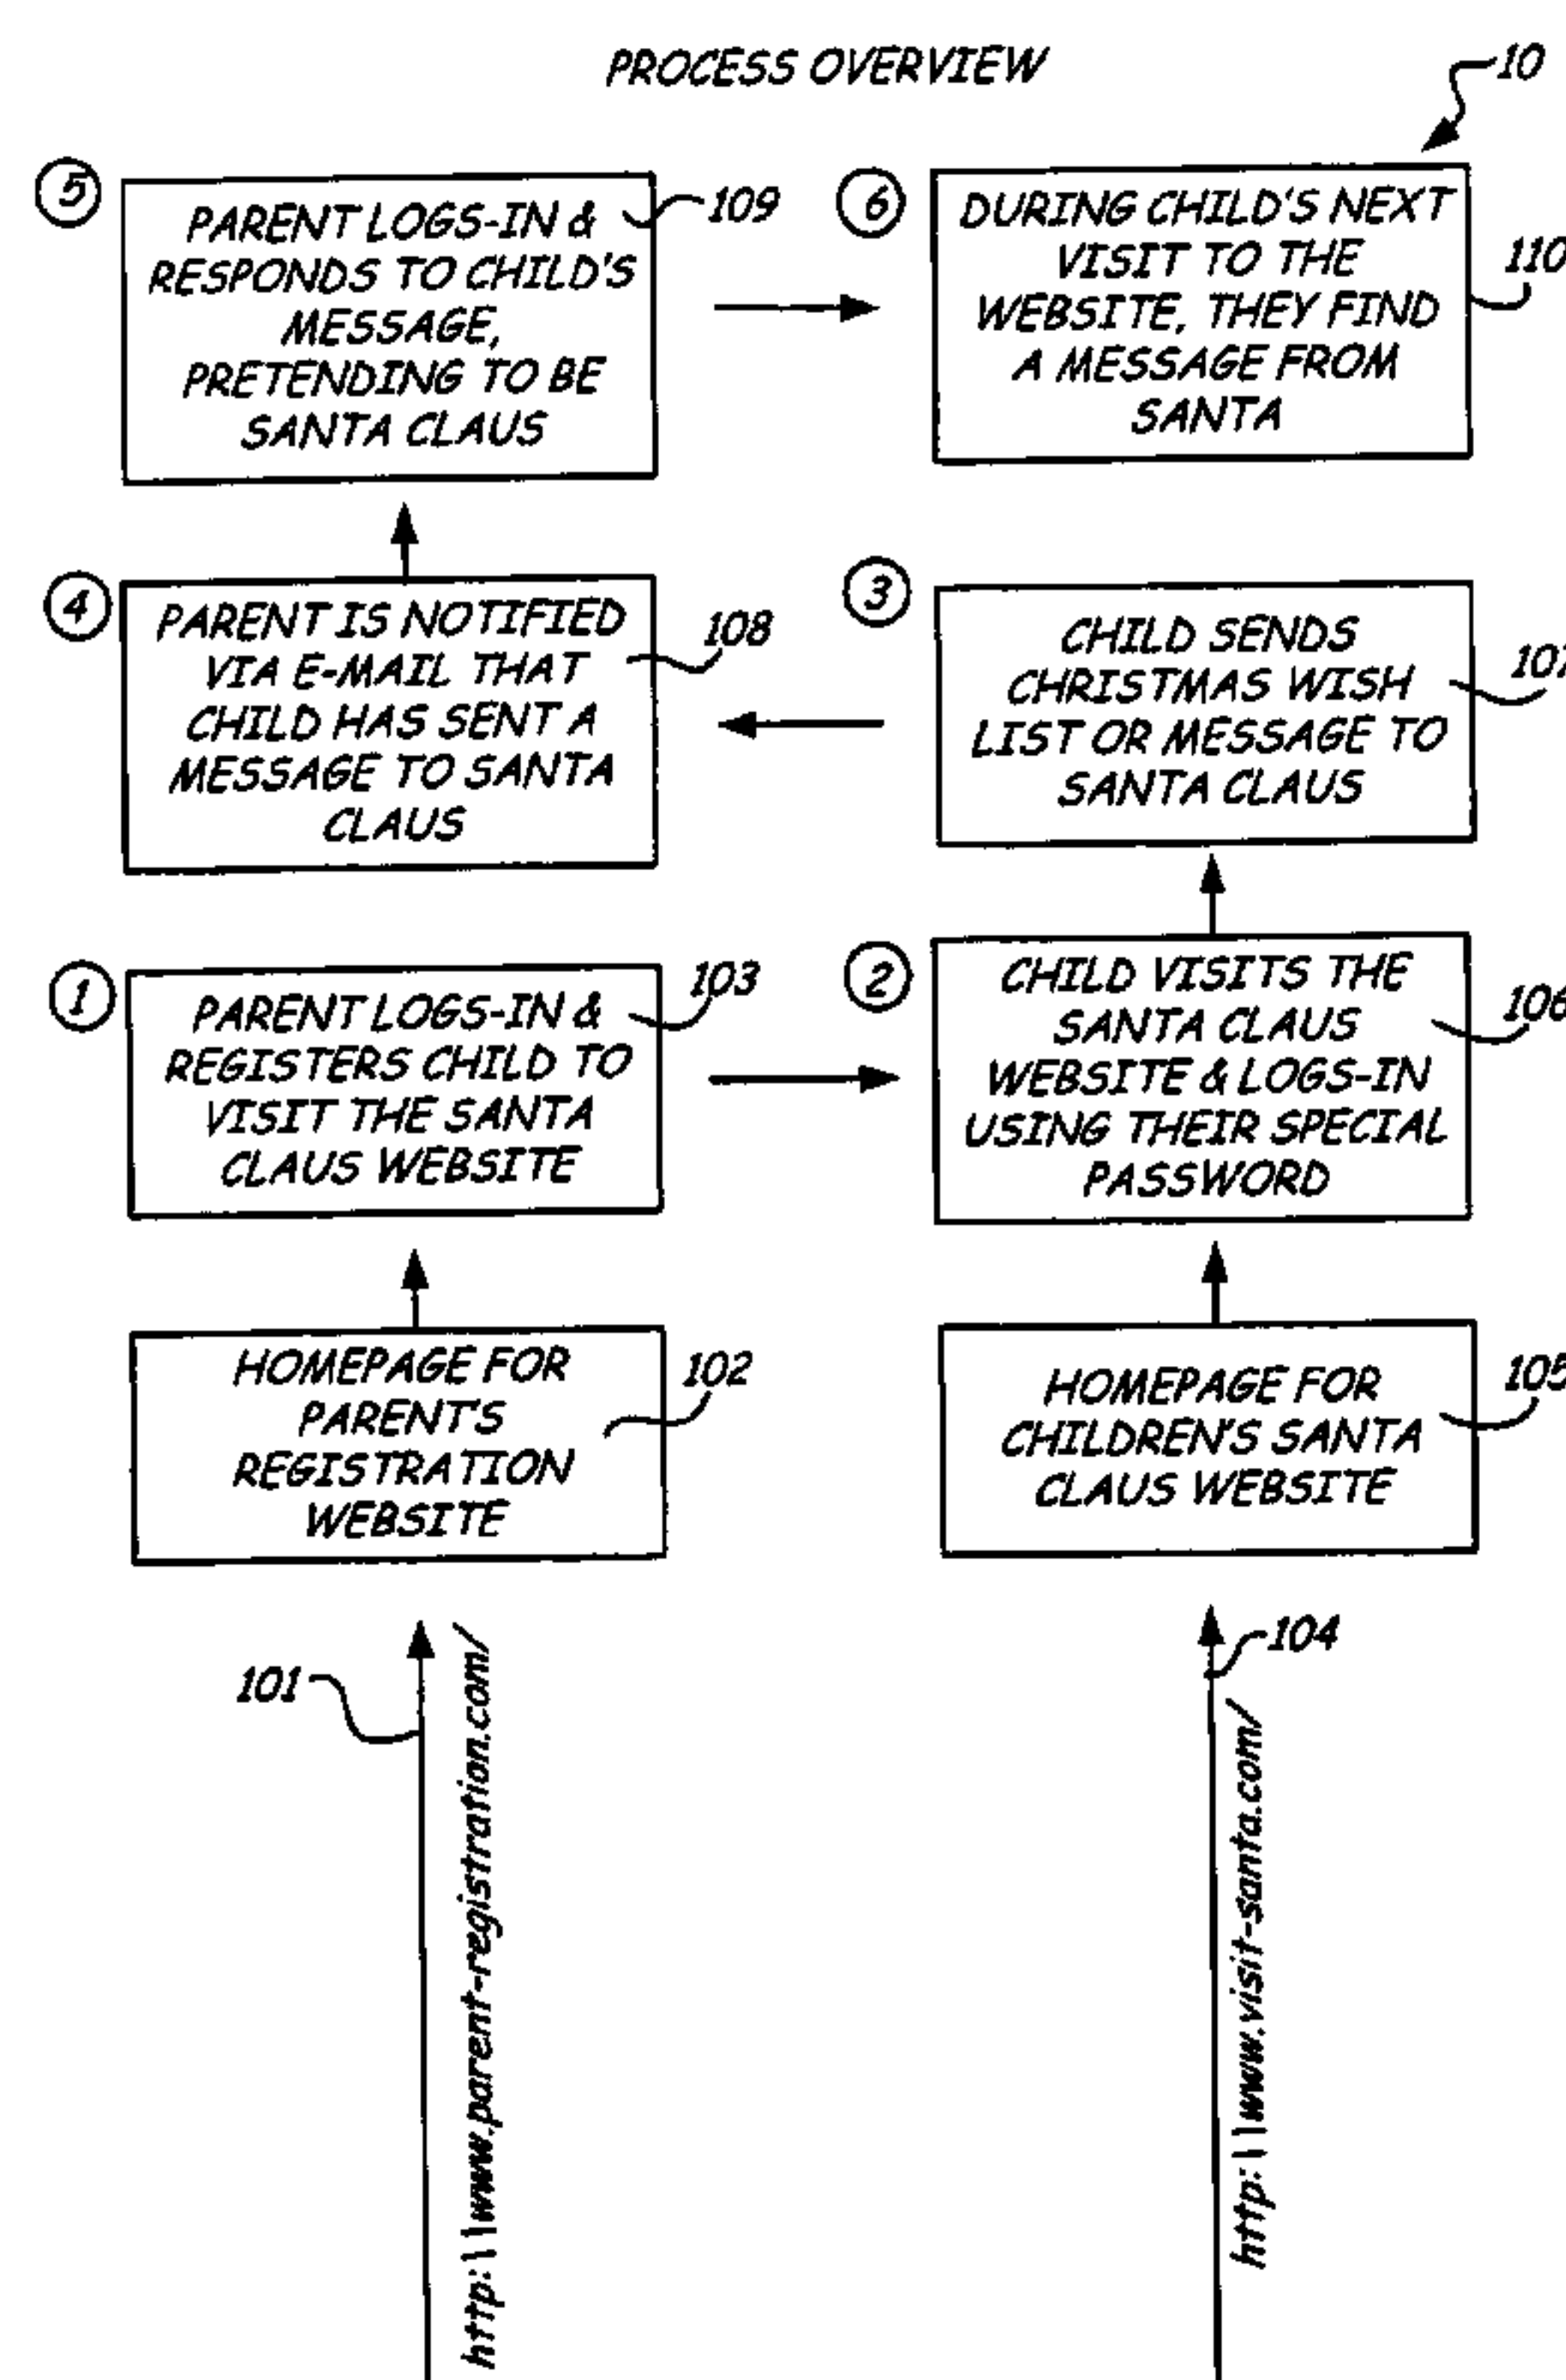 PROCESS OVERVIEW
10
5
PARENT LOGS-IN &
RESPONDS TO CHILD'S
MESSAGE,
PRETENDING TO BE
SANTA CLAUS
109
6
DURING CHILD'S NEXT
VISIT TO THE
WEBSITE, THEY FIND
A MESSAGE FROM
SANTA
110
4
PARENT IS NOTIFIED
VIA E-MAIL THAT
CHILD HAS SENT A
MESSAGE TO SANTA
CLAUS
108
3
CHILD SENDS
CHRISTMAS WISH
LIST OR MESSAGE TO
SANTA CLAUS
107
1
PARENT LOGS-IN &
REGISTERS CHILD TO
VISIT THE SANTA
CLAUS WEBSITE
103
2
CHILD VISITS THE
SANTA CLAUS
WEBSITE & LOGS-IN
USING THEIR SPECIAL
PASSWORD
106
HOMEPAGE FOR
PARENT'S
REGISTRATION
WEBSITE
102
HOMEPAGE FOR
CHILDREN'S SANTA
CLAUS WEBSITE
105
101
http:\\www.parent-registration.com/
104
http:\\www.visit-santa.com/